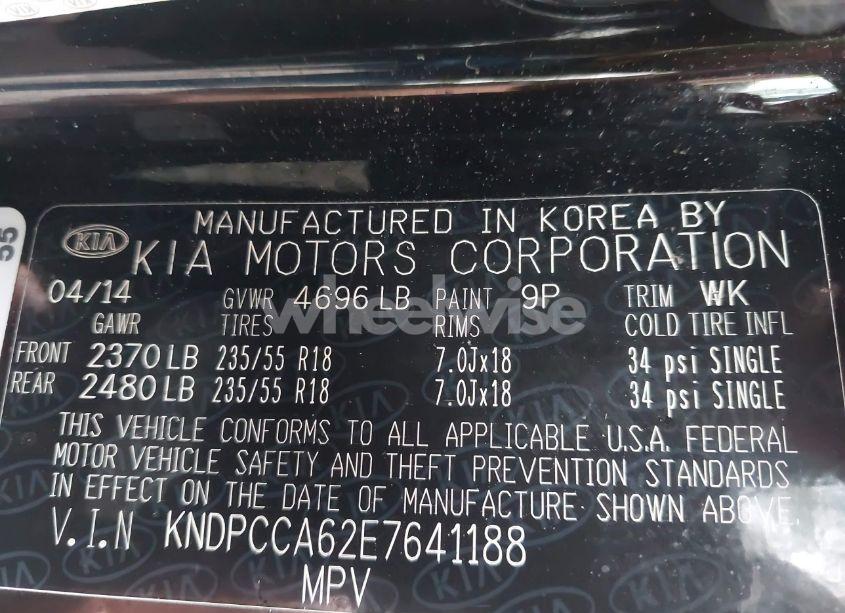 55
MANUFACTURED IN KOREA BY
KIA KIA MOTORS CORPORATION
04/14 GVWR 4696 LB PAINT 9P TRIM WK
GAWR TIRES RIMS COLD TIRE INFL
wheelwise
FRONT 2370 LB 235/55 R18 7.0Jx18 34 psi SINGLE
REAR 2480 LB 235/55 R18 7.0Jx18 34 psi SINGLE
THIS VEHICLE CONFORMS TO ALL APPLICABLE U.S.A. FEDERAL
MOTOR VEHICLE SAFETY AND THEFT PREVENTION STANDARDS
IN EFFECT ON THE DATE OF MANUFACTURE SHOWN ABOVE.
V.I.N KNDPCCA62E7641188
MPV